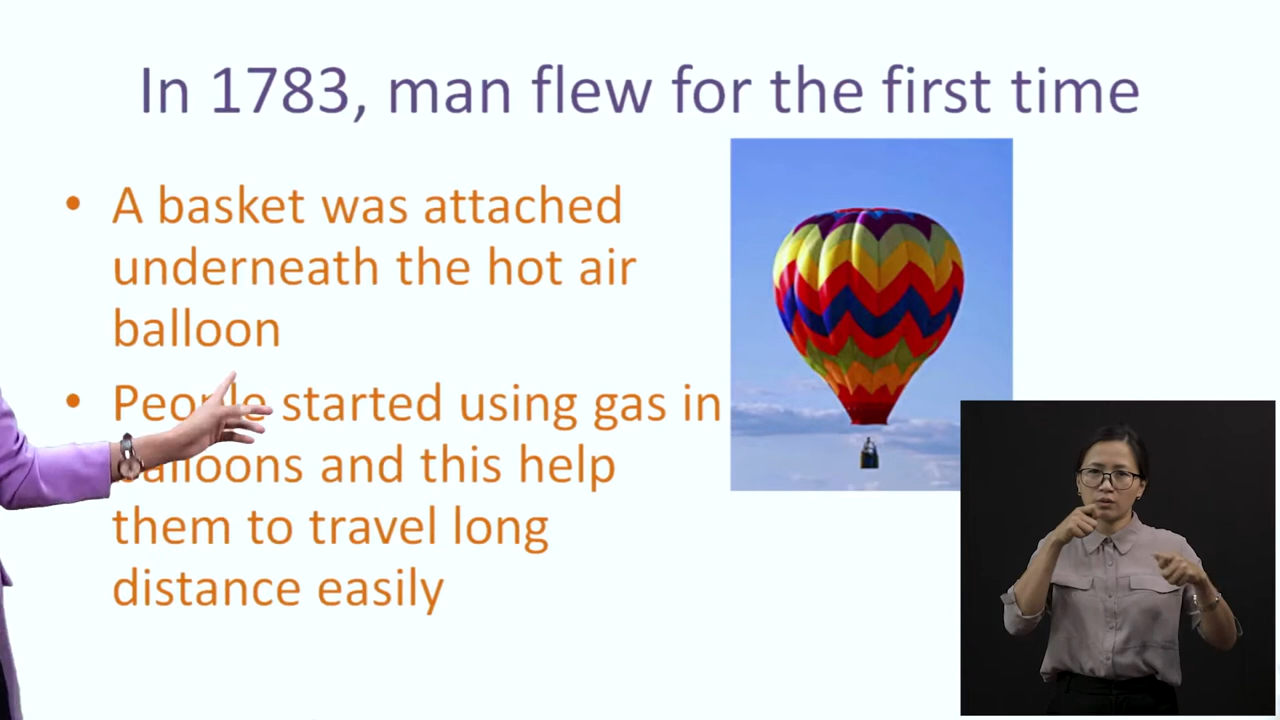 In 1783, man flew for the first time
• A basket was attached
underneath the hot air
balloon
• People started using gas in
balloons and this help
them to travel long
distance easily